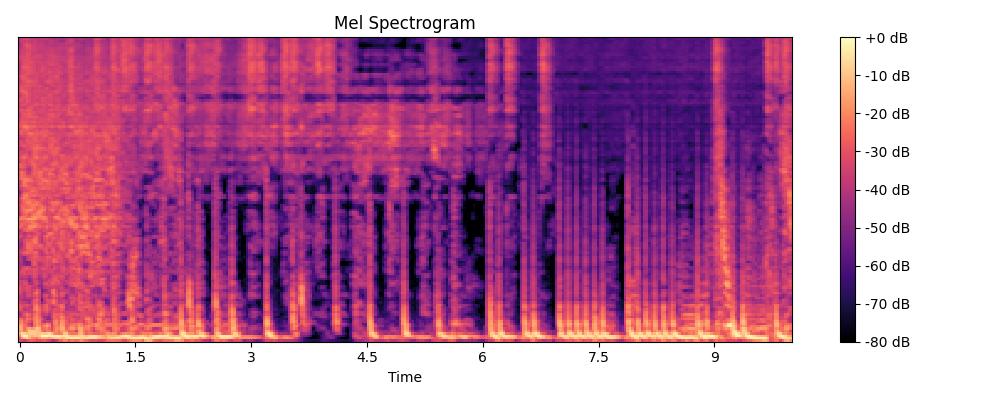 Mel Spectrogram
+0 dB
-10 dB
-20 dB
-30 dB
-40 dB
-50 dB
-60 dB
-70 dB
-80 dB
0 1.5 3 4.5 6 7.5 9
Time